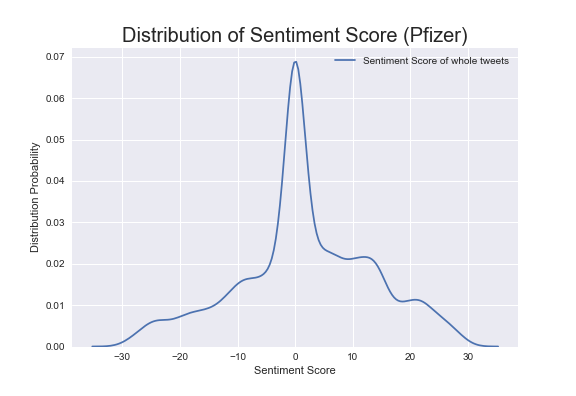 Distribution of Sentiment Score (Pfizer)
Sentiment Score of whole tweets
0.07
0.06
0.05
0.04
0.03
0.02
0.01
0.00
Distribution Probability
−30 −20 −10 0 10 20 30
Sentiment Score